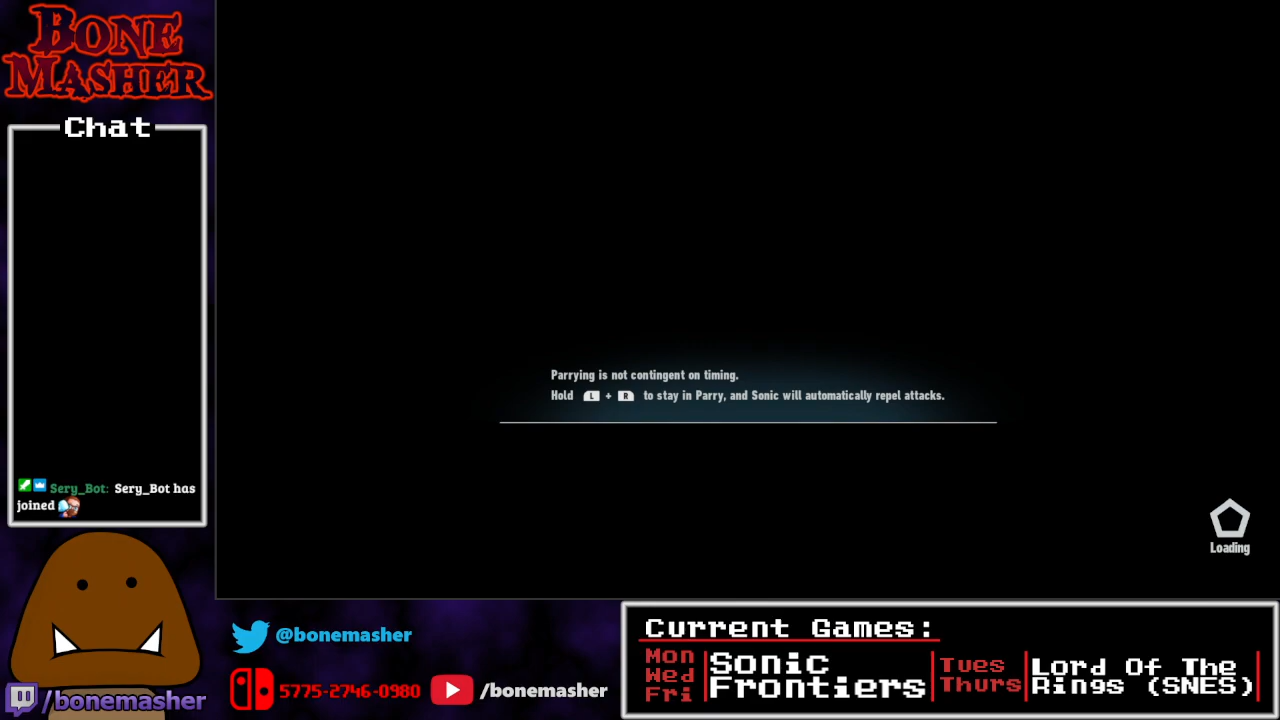 BONE
MASHER
Chat
Sery_Bot: Sery_Bot has
joined
Parrying is not contingent on timing.
Hold L + R to stay in Parry, and Sonic will automatically repel attacks.
Loading
/bonemasher
@bonemasher
5775-2746-0980
/bonemasher
Current Games:
Mon
Wed
Fri
Sonic
Frontiers
Tues
Thurs
Lord Of The
Rings (SNES)